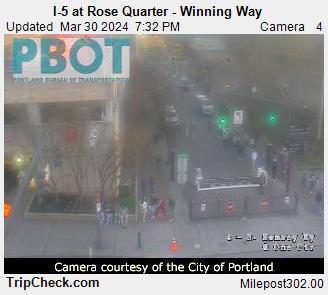 I-5 at Rose Quarter - Winning Way
Updated Mar 30 2024 7:32 PM Camera 4
PBOT
PORTLAND BUREAU OF TRANSPORTATION
Camera courtesy of the City of Portland
TripCheck.com Milepost302.00